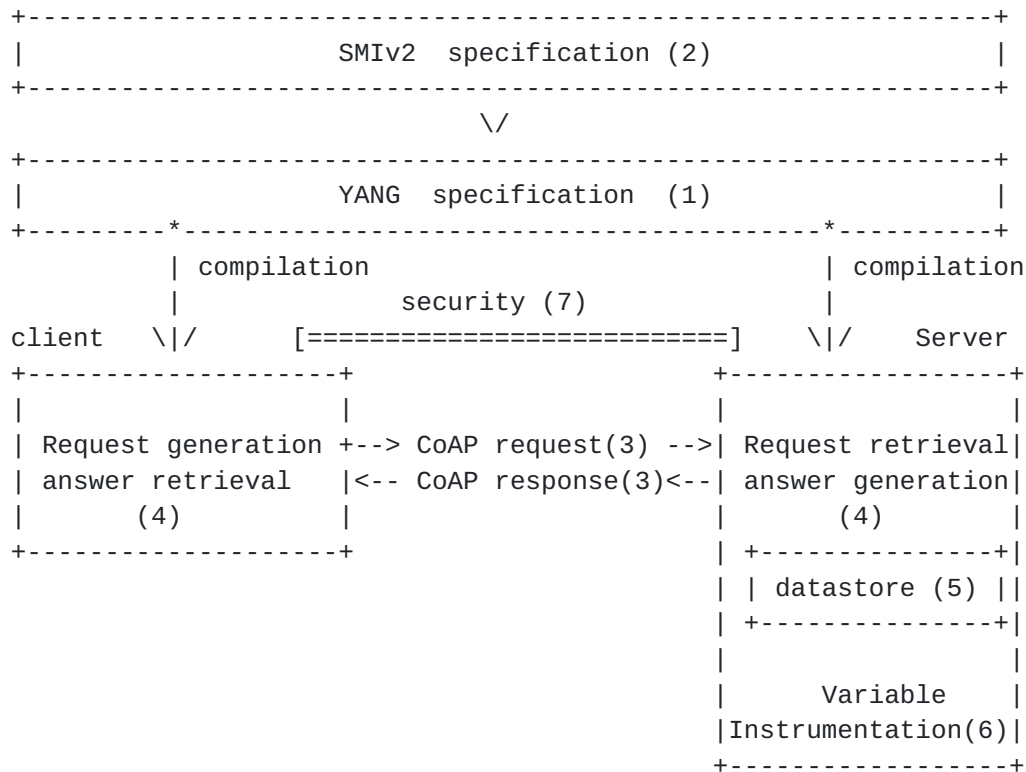 SMIv2 specification (2)
YANG specification (1)
compilation compilation
security (7)
client Server
Request generation CoAP request(3) Request retrieval
answer retrieval CoAP response(3) answer generation
(4) (4)
datastore (5)
Variable
Instrumentation(6)